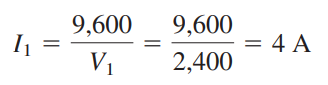 I₁ = 9,600 / V₁ = 9,600 / 2,400 = 4 A